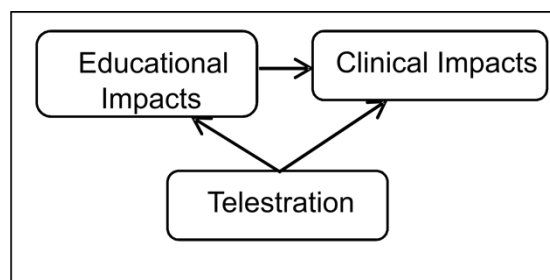 Educational
Impacts
Clinical Impacts
Telestration